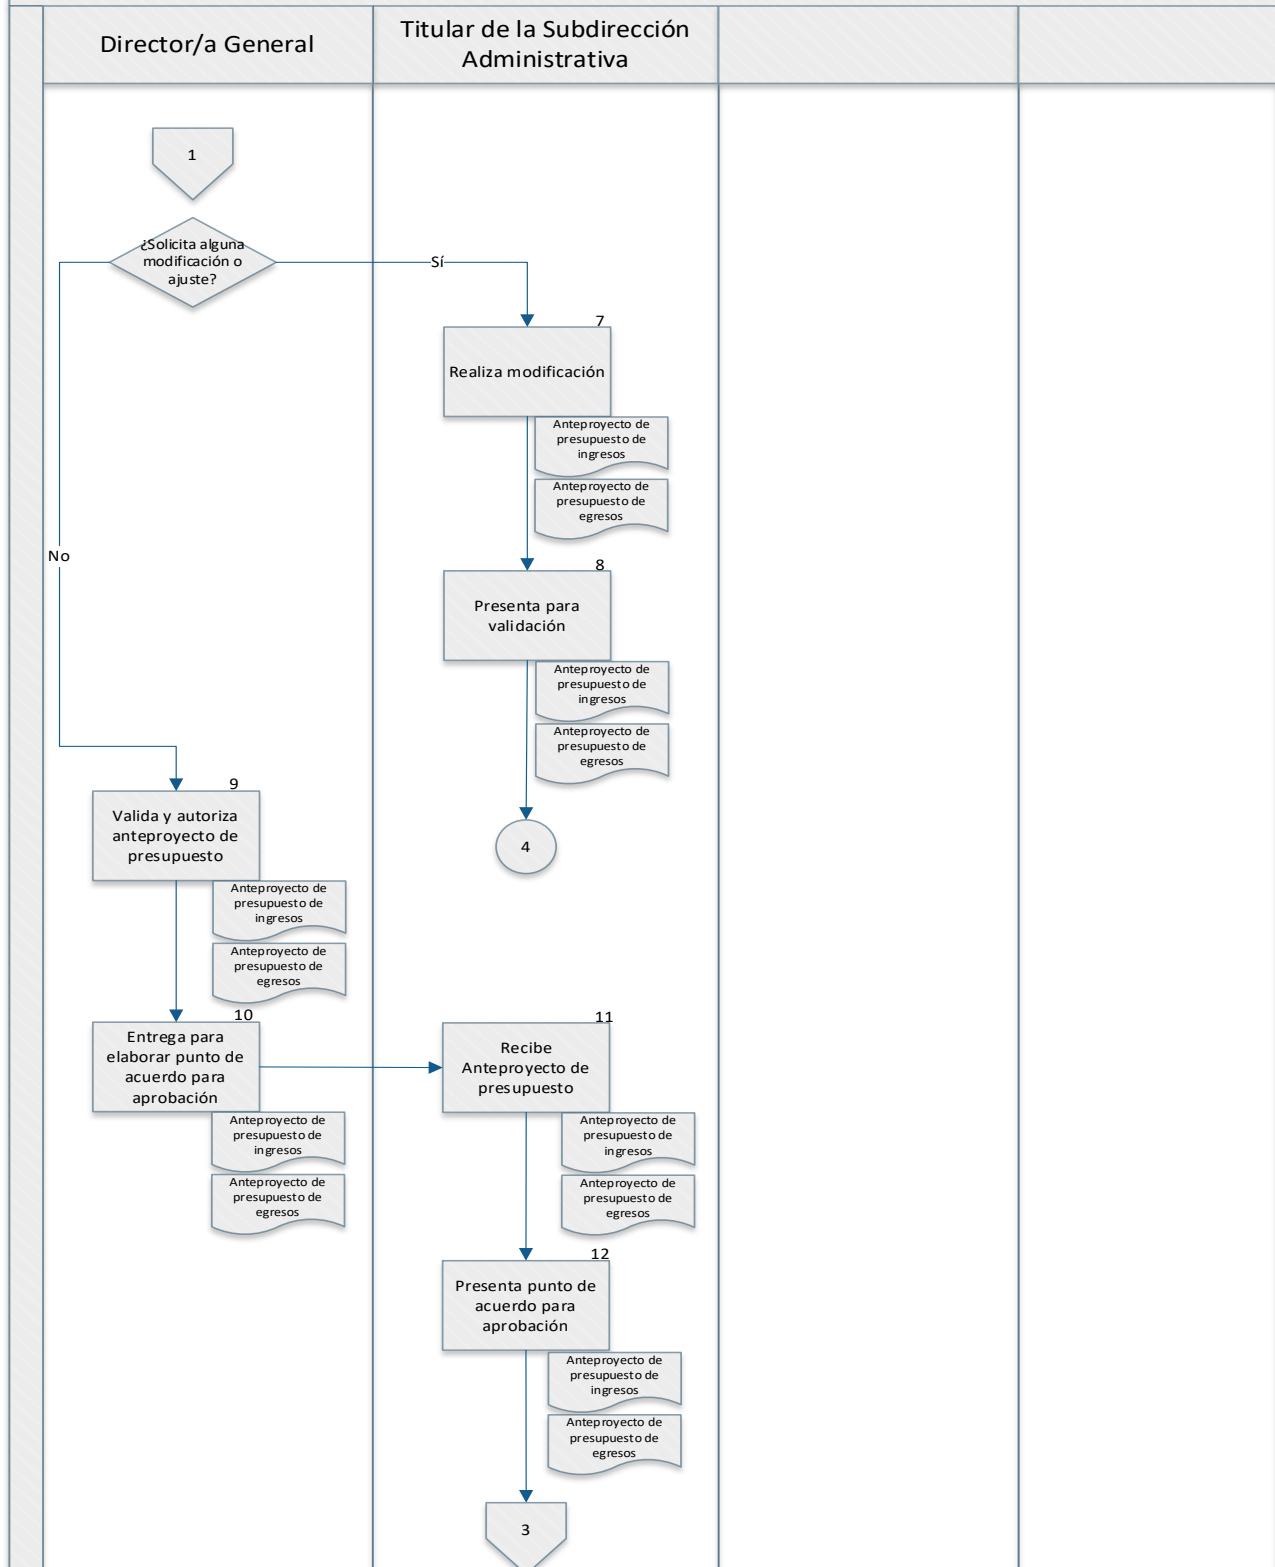 Director/a General
Titular de la Subdirección
Administrativa
1
¿Solicita alguna
modificación o
ajuste?
Sí
7
Realiza modificación
Anteproyecto de
presupuesto de
ingresos
Anteproyecto de
presupuesto de
egresos
No
8
Presenta para
validación
Anteproyecto de
presupuesto de
ingresos
Anteproyecto de
presupuesto de
egresos
9
Valida y autoriza
anteproyecto de
presupuesto
4
Anteproyecto de
presupuesto de
ingresos
Anteproyecto de
presupuesto de
egresos
10
Entrega para
elaborar punto de
acuerdo para
aprobación
Anteproyecto de
presupuesto de
ingresos
Anteproyecto de
presupuesto de
egresos
11
Recibe
Anteproyecto de
presupuesto
Anteproyecto de
presupuesto de
ingresos
Anteproyecto de
presupuesto de
egresos
12
Presenta punto de
acuerdo para
aprobación
Anteproyecto de
presupuesto de
ingresos
Anteproyecto de
presupuesto de
egresos
3